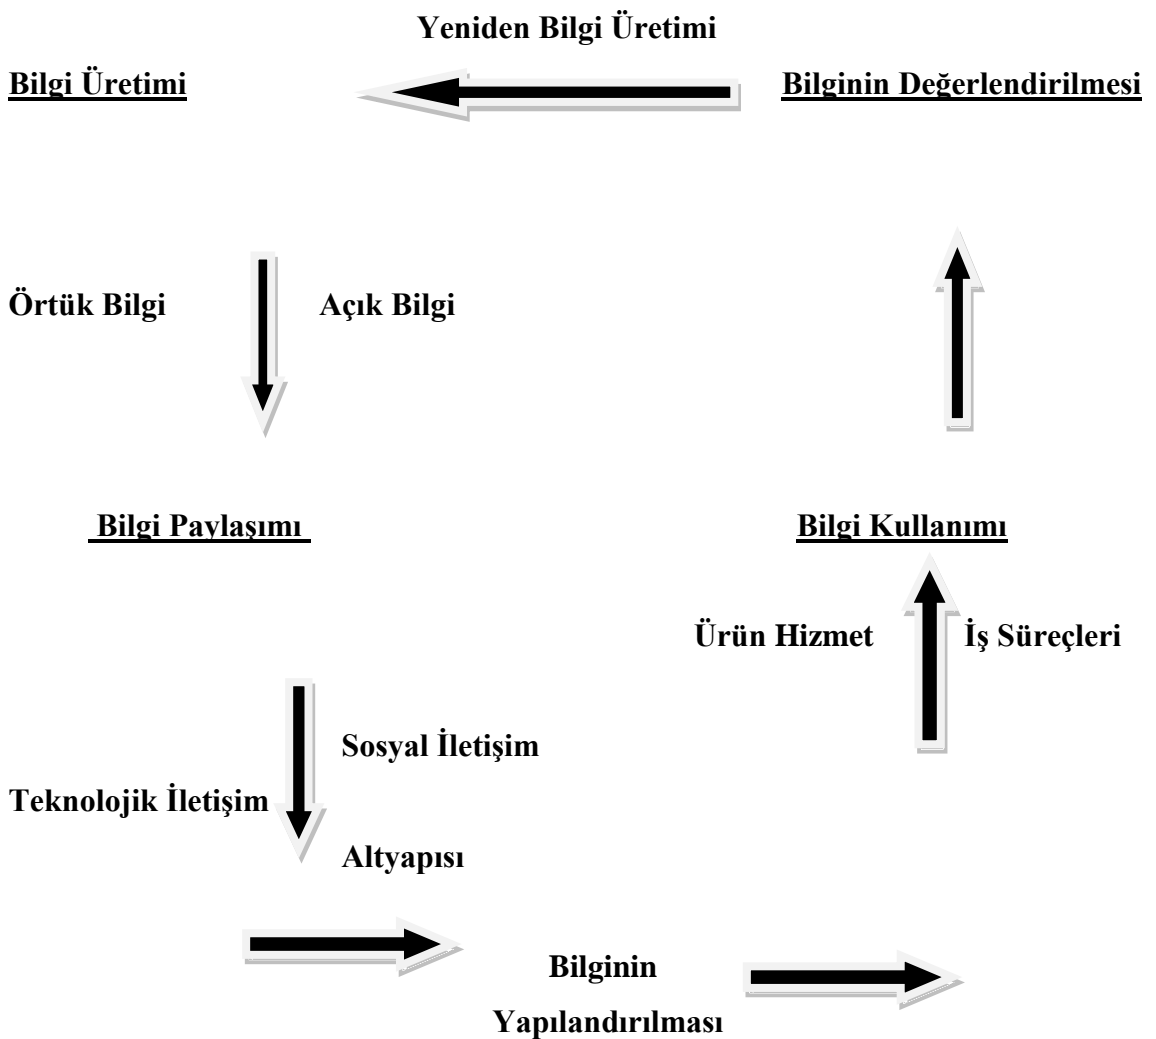 Yeniden Bilgi Üretimi
Bilgi Üretimi
Bilginin Değerlendirilmesi
Örtük Bilgi
Açık Bilgi
Bilgi Paylaşımı
Bilgi Kullanımı
Ürün Hizmet
İş Süreçleri
Sosyal İletişim
Teknolojik İletişim
Altyapısı
Bilginin
Yapılandırılması